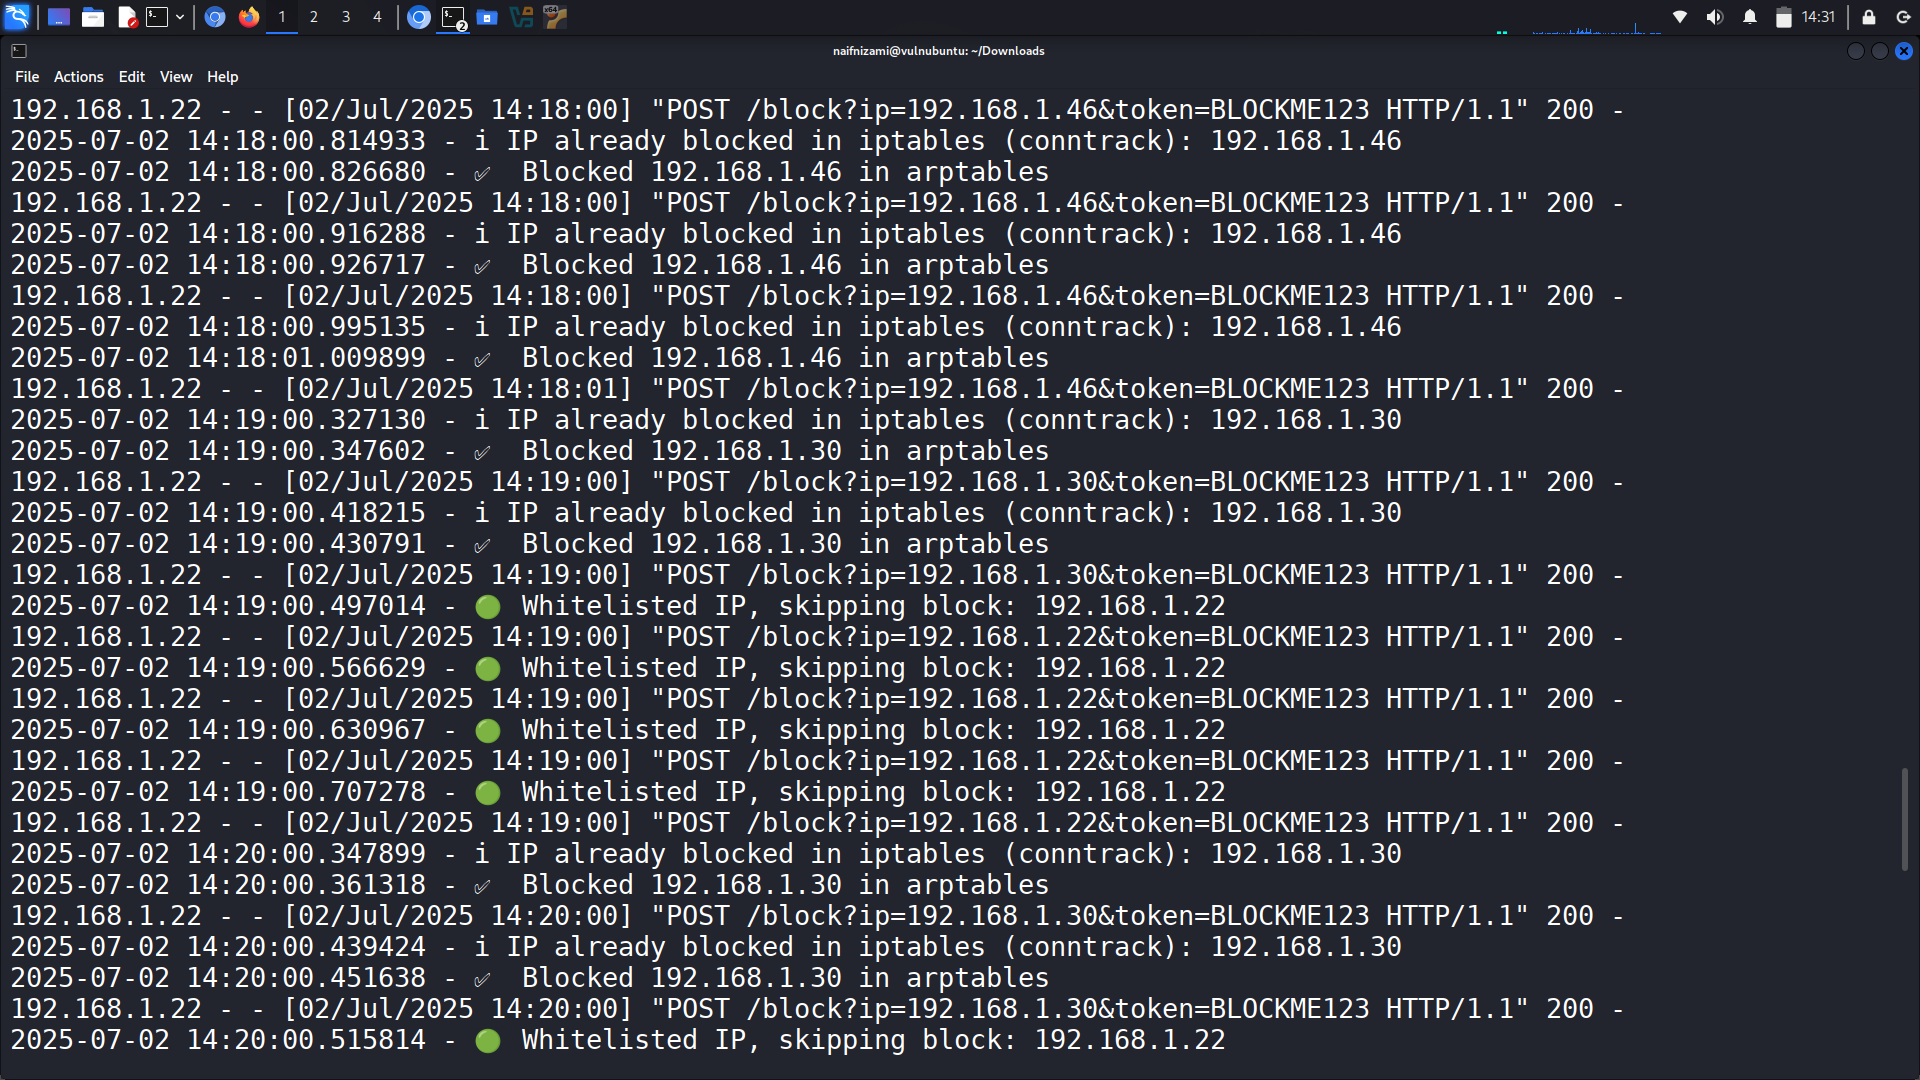 1 2 3 4 2 x64 14:31
naifnizami@vulnubuntu: ~/Downloads
File Actions Edit View Help
192.168.1.22 - - [02/Jul/2025 14:18:00] "POST /block?ip=192.168.1.46&token=BLOCKME123 HTTP/1.1" 200 -
2025-07-02 14:18:00.814933 - i IP already blocked in iptables (conntrack): 192.168.1.46
2025-07-02 14:18:00.826680 - ✅ Blocked 192.168.1.46 in arptables
192.168.1.22 - - [02/Jul/2025 14:18:00] "POST /block?ip=192.168.1.46&token=BLOCKME123 HTTP/1.1" 200 -
2025-07-02 14:18:00.916288 - i IP already blocked in iptables (conntrack): 192.168.1.46
2025-07-02 14:18:00.926717 - ✅ Blocked 192.168.1.46 in arptables
192.168.1.22 - - [02/Jul/2025 14:18:00] "POST /block?ip=192.168.1.46&token=BLOCKME123 HTTP/1.1" 200 -
2025-07-02 14:18:00.995135 - i IP already blocked in iptables (conntrack): 192.168.1.46
2025-07-02 14:18:01.009899 - ✅ Blocked 192.168.1.46 in arptables
192.168.1.22 - - [02/Jul/2025 14:18:01] "POST /block?ip=192.168.1.46&token=BLOCKME123 HTTP/1.1" 200 -
2025-07-02 14:19:00.327130 - i IP already blocked in iptables (conntrack): 192.168.1.30
2025-07-02 14:19:00.347602 - ✅ Blocked 192.168.1.30 in arptables
192.168.1.22 - - [02/Jul/2025 14:19:00] "POST /block?ip=192.168.1.30&token=BLOCKME123 HTTP/1.1" 200 -
2025-07-02 14:19:00.418215 - i IP already blocked in iptables (conntrack): 192.168.1.30
2025-07-02 14:19:00.430791 - ✅ Blocked 192.168.1.30 in arptables
192.168.1.22 - - [02/Jul/2025 14:19:00] "POST /block?ip=192.168.1.30&token=BLOCKME123 HTTP/1.1" 200 -
2025-07-02 14:19:00.497014 - 🟢 Whitelisted IP, skipping block: 192.168.1.22
192.168.1.22 - - [02/Jul/2025 14:19:00] "POST /block?ip=192.168.1.22&token=BLOCKME123 HTTP/1.1" 200 -
2025-07-02 14:19:00.566629 - 🟢 Whitelisted IP, skipping block: 192.168.1.22
192.168.1.22 - - [02/Jul/2025 14:19:00] "POST /block?ip=192.168.1.22&token=BLOCKME123 HTTP/1.1" 200 -
2025-07-02 14:19:00.630967 - 🟢 Whitelisted IP, skipping block: 192.168.1.22
192.168.1.22 - - [02/Jul/2025 14:19:00] "POST /block?ip=192.168.1.22&token=BLOCKME123 HTTP/1.1" 200 -
2025-07-02 14:19:00.707278 - 🟢 Whitelisted IP, skipping block: 192.168.1.22
192.168.1.22 - - [02/Jul/2025 14:19:00] "POST /block?ip=192.168.1.22&token=BLOCKME123 HTTP/1.1" 200 -
2025-07-02 14:20:00.347899 - i IP already blocked in iptables (conntrack): 192.168.1.30
2025-07-02 14:20:00.361318 - ✅ Blocked 192.168.1.30 in arptables
192.168.1.22 - - [02/Jul/2025 14:20:00] "POST /block?ip=192.168.1.30&token=BLOCKME123 HTTP/1.1" 200 -
2025-07-02 14:20:00.439424 - i IP already blocked in iptables (conntrack): 192.168.1.30
2025-07-02 14:20:00.451638 - ✅ Blocked 192.168.1.30 in arptables
192.168.1.22 - - [02/Jul/2025 14:20:00] "POST /block?ip=192.168.1.30&token=BLOCKME123 HTTP/1.1" 200 -
2025-07-02 14:20:00.515814 - 🟢 Whitelisted IP, skipping block: 192.168.1.22